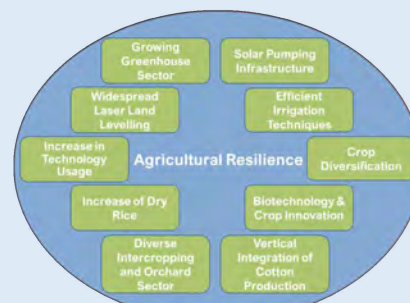 Growing
Greenhouse
Sector
Solar Pumping
Infrastructure
Widespread
Laser Land
Levelling
Efficient
Irrigation
Techniques
Increase in
Technology
Usage
Agricultural Resilience
Crop
Diversification
Increase of Dry
Rice
Biotechnology &
Crop Innovation
Diverse
Intercropping
and Orchard
Sector
Vertical
Integration of
Cotton
Production